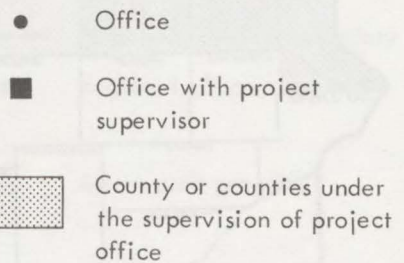 Office
Office with project
supervisor
County or counties under
the supervision of project
office